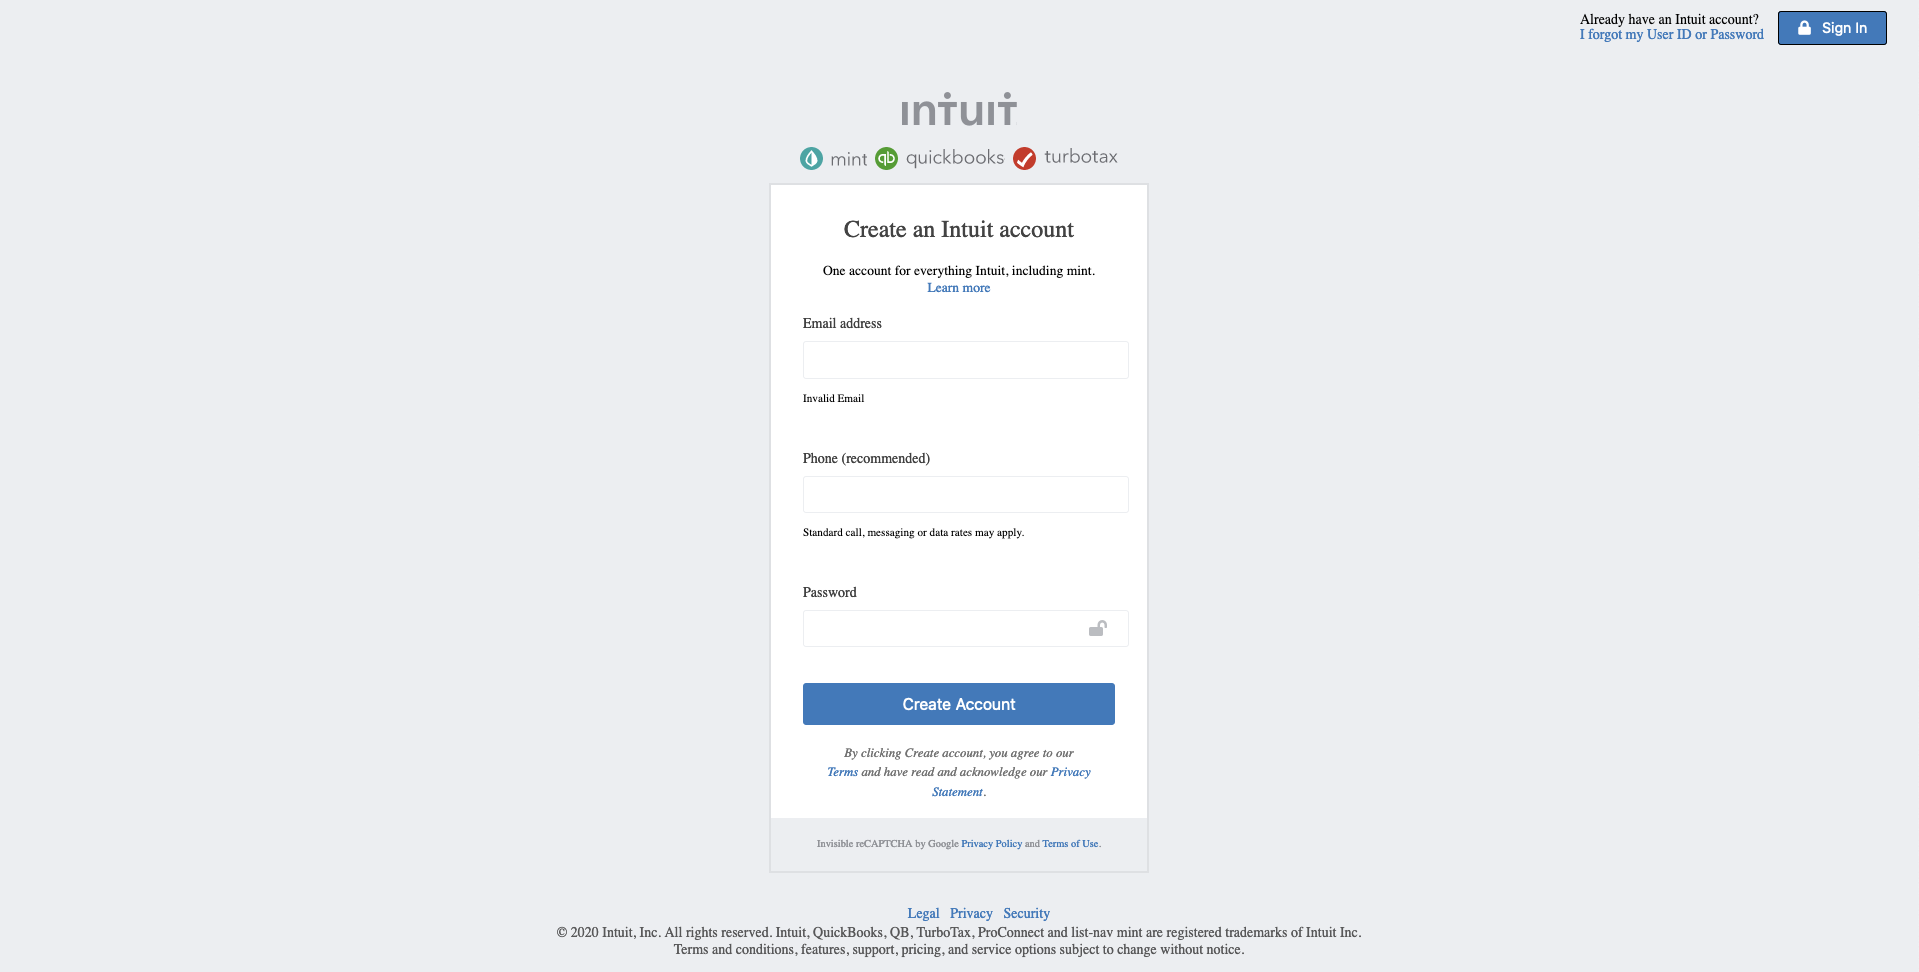 Already have an Intuit account?
I forgot my User ID or Password
Sign In
intuit
mint quickbooks turbotax
Create an Intuit account
One account for everything Intuit, including mint.
Learn more
Email address
Invalid Email
Phone (recommended)
Standard call, messaging or data rates may apply.
Password
Create Account
By clicking Create account, you agree to our
Terms and have read and acknowledge our Privacy
Statement.
Invisible reCAPTCHA by Google Privacy Policy and Terms of Use.
Legal Privacy Security
© 2020 Intuit, Inc. All rights reserved. Intuit, QuickBooks, QB, TurboTax, ProConnect and list-nav mint are registered trademarks of Intuit Inc.
Terms and conditions, features, support, pricing, and service options subject to change without notice.